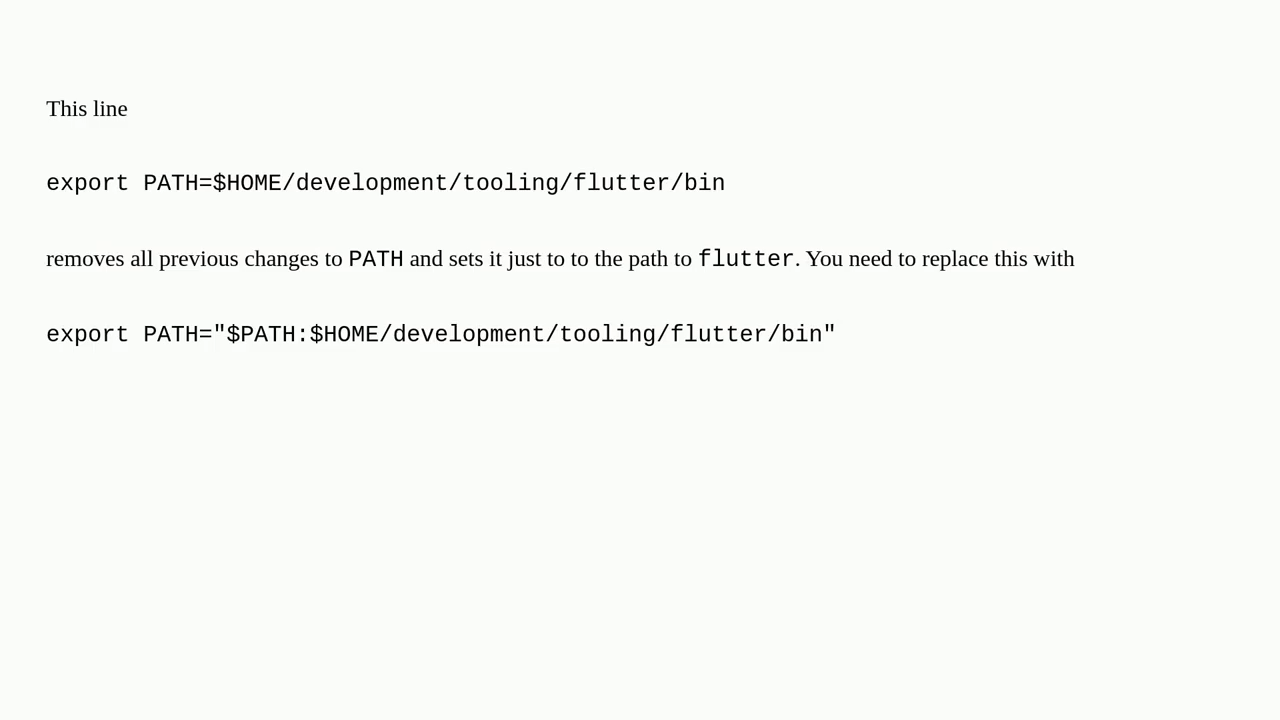 This line
export PATH=$HOME/development/tooling/flutter/bin
removes all previous changes to PATH and sets it just to to the path to flutter. You need to replace this with
export PATH="$PATH:$HOME/development/tooling/flutter/bin"